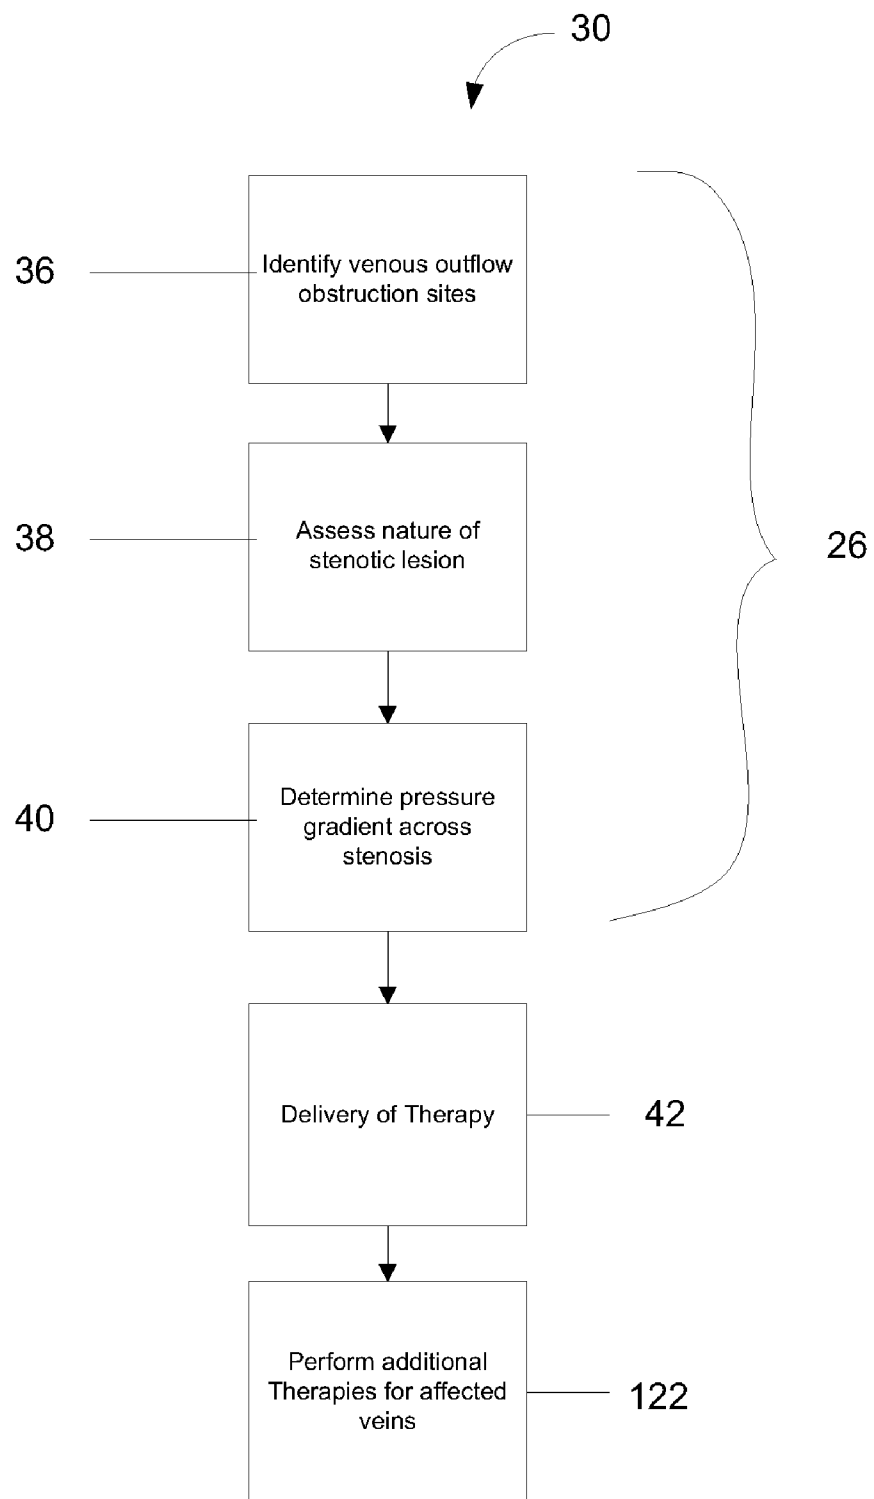 30
36
Identify venous outflow
obstruction sites
38
Assess nature of
stenotic lesion
26
40
Determine pressure
gradient across
stenosis
Delivery of Therapy
42
Perform additional
Therapies for affected
veins
122